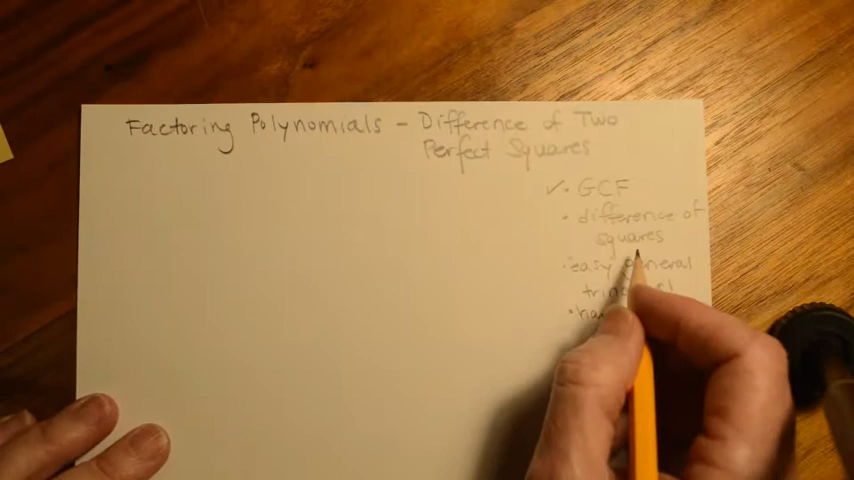 Factoring Polynomials - Difference of Two
Perfect Squares
✓• GCF
• difference of
squares
• easy general